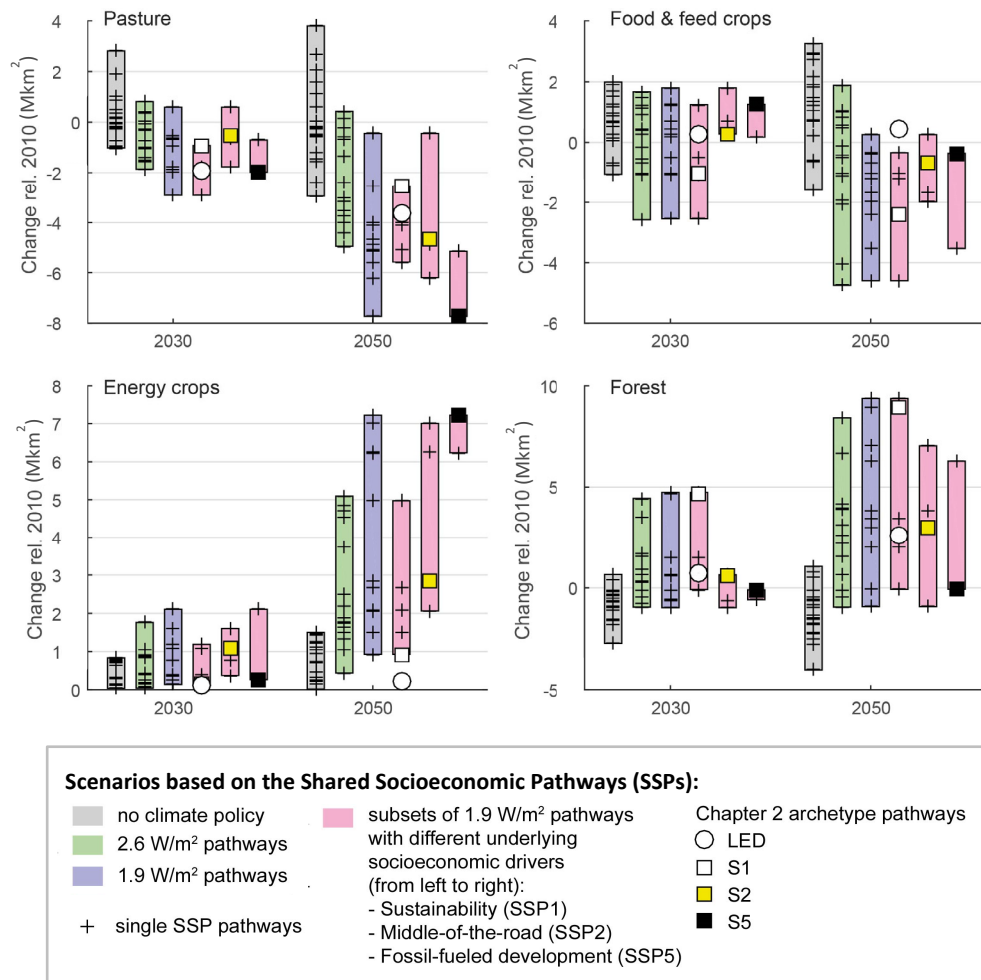 Pasture
Change rel. 2010 (Mkm²)
4
2
0
-2
-4
-6
-8
2030
2050
Food & feed crops
Change rel. 2010 (Mkm²)
4
2
0
-2
-4
-6
2030
2050
Energy crops
Change rel. 2010 (Mkm²)
8
7
6
5
4
3
2
1
0
2030
2050
Forest
Change rel. 2010 (Mkm²)
10
5
0
-5
2030
2050
Scenarios based on the Shared Socioeconomic Pathways (SSPs):
no climate policy
2.6 W/m² pathways
1.9 W/m² pathways
single SSP pathways
subsets of 1.9 W/m² pathways
with different underlying
socioeconomic drivers
(from left to right):
- Sustainability (SSP1)
- Middle-of-the-road (SSP2)
- Fossil-fueled development (SSP5)
Chapter 2 archetype pathways
LED
S1
S2
S5